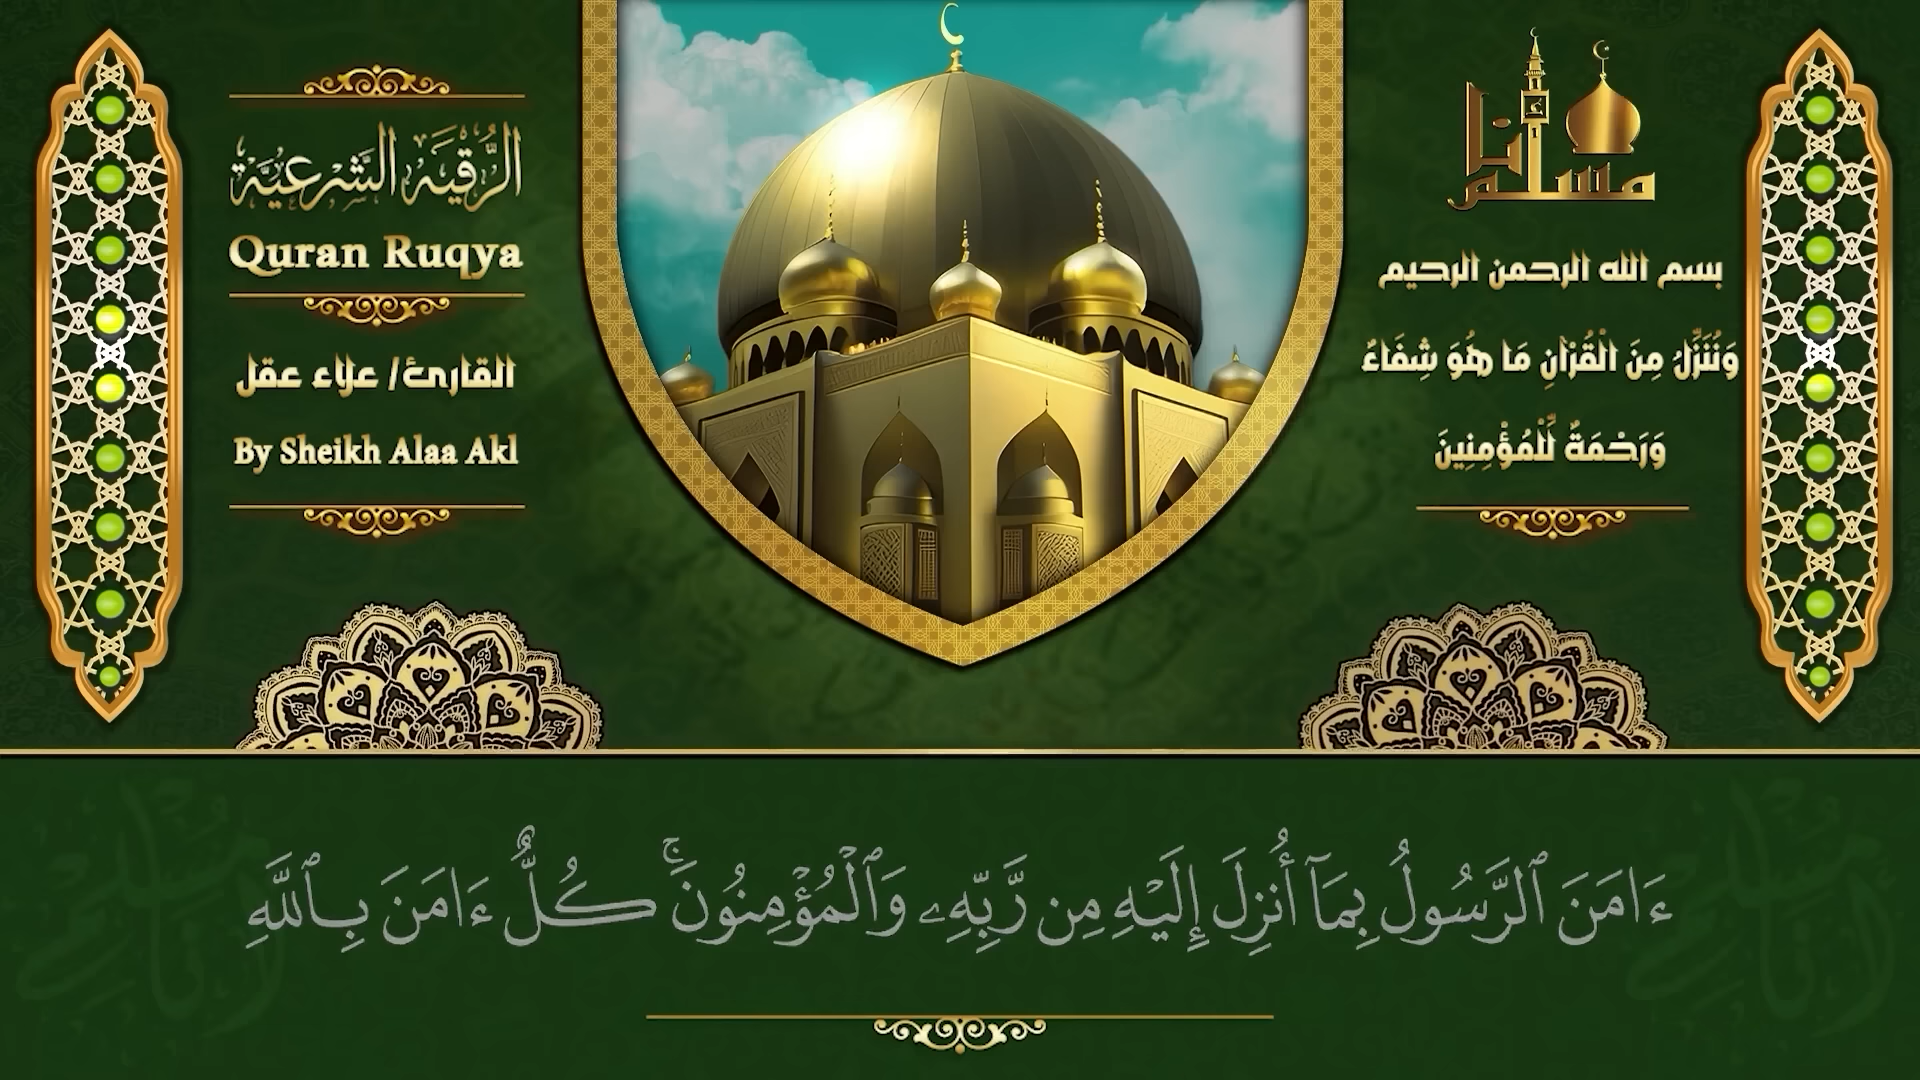 الرُّقيَة الشَّرعيَّة
Quran Ruqya
القارئ/ علاء عقل
By Sheikh Alaa Akl
أنا مسلم
بسم الله الرحمن الرحيم
وَنُنَزِّلُ مِنَ الْقُرْآنِ مَا هُوَ شِفَاءٌ
وَرَحْمَةٌ لِّلْمُؤْمِنِينَ
ءَامَنَ ٱلرَّسُولُ بِمَآ أُنزِلَ إِلَيْهِ مِن رَّبِّهِۦ وَٱلْمُؤْمِنُونَ ۚ كُلٌّ ءَامَنَ بِٱللَّهِ